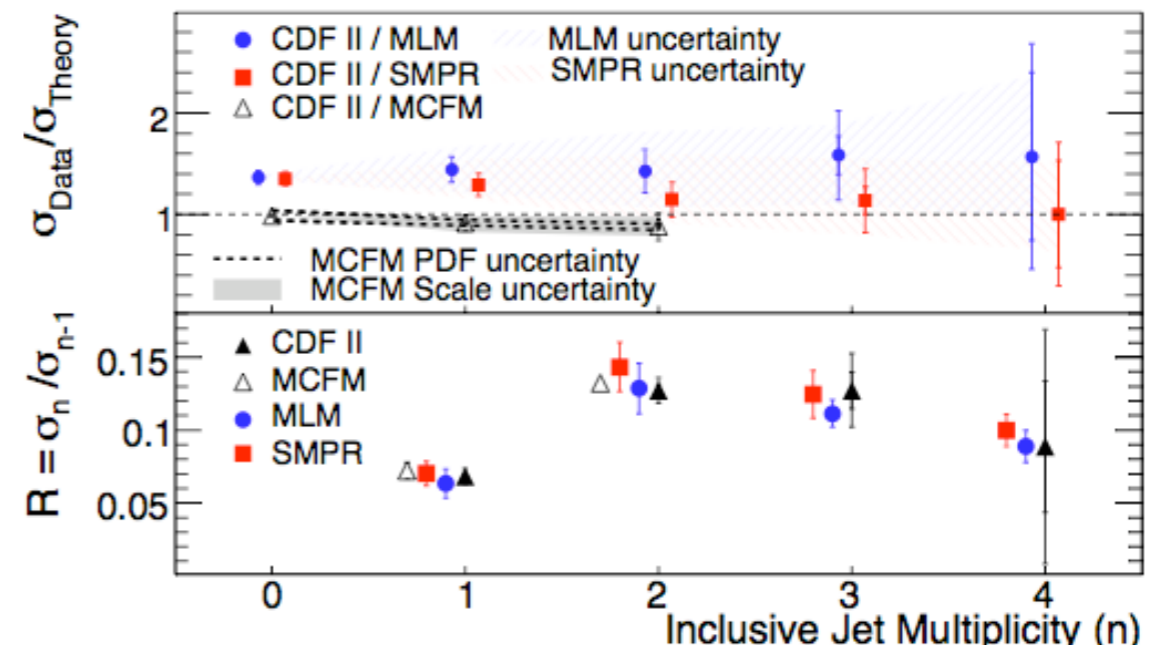 σData/σTheory
2
1
CDF II / MLM
CDF II / SMPR
CDF II / MCFM
MLM uncertainty
SMPR uncertainty
MCFM PDF uncertainty
MCFM Scale uncertainty
R = σn /σn-1
0.15
0.1
0.05
CDF II
MCFM
MLM
SMPR
0 1 2 3 4
Inclusive Jet Multiplicity (n)